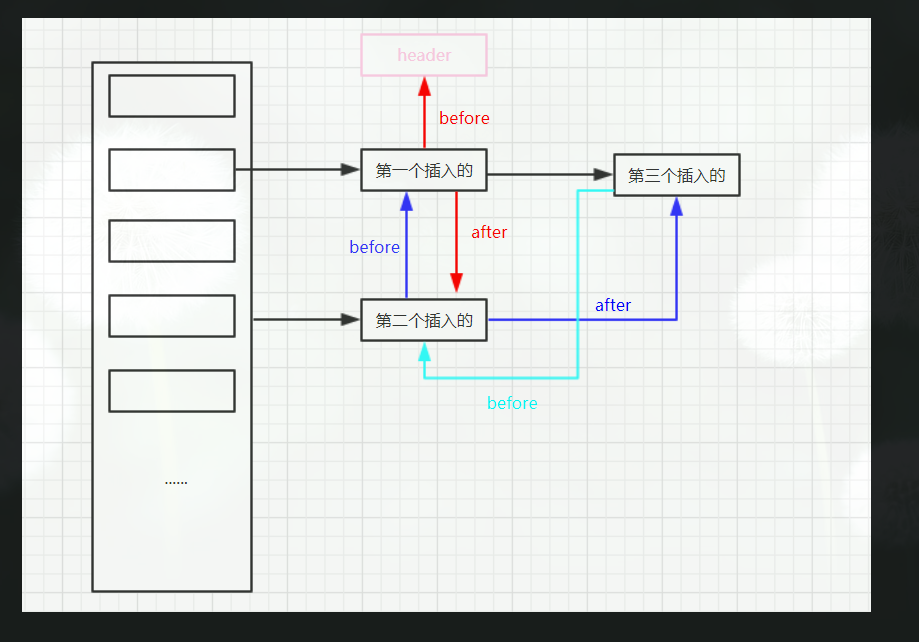 header
before
第一个插入的
第三个插入的
after
before
after
第二个插入的
before
......